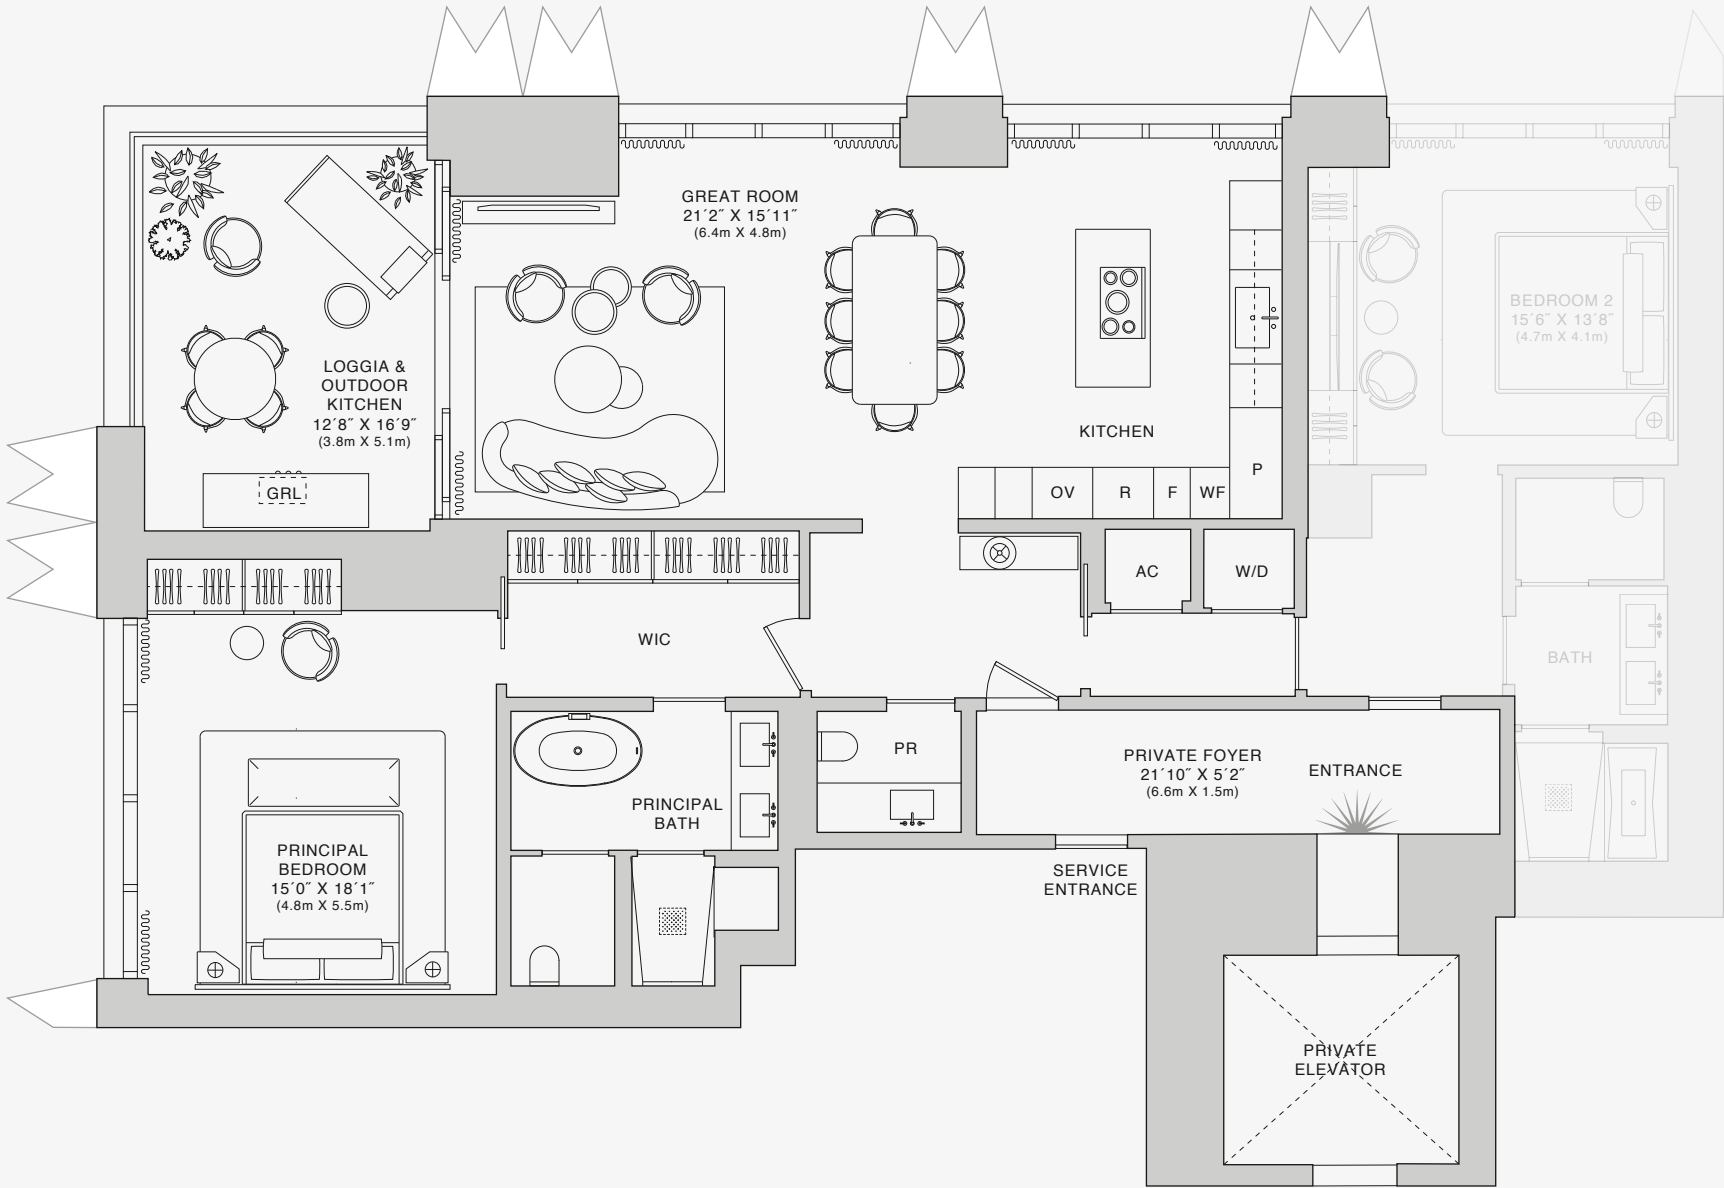 GREAT ROOM
21´2˝ X 15´11˝
(6.4m X 4.8m)
LOGGIA &
OUTDOOR
KITCHEN
12´8˝ X 16´9˝
(3.8m X 5.1m)
GRL
KITCHEN
OV
R
F
WF
P
BEDROOM 2
15´6˝ X 13´8˝
(4.7m X 4.1m)
AC
W/D
WIC
BATH
PR
PRIVATE FOYER
21´10˝ X 5´2˝
(6.6m X 1.5m)
ENTRANCE
PRINCIPAL
BATH
PRINCIPAL
BEDROOM
15´0˝ X 18´1˝
(4.8m X 5.5m)
SERVICE
ENTRANCE
PRIVATE
ELEVATOR